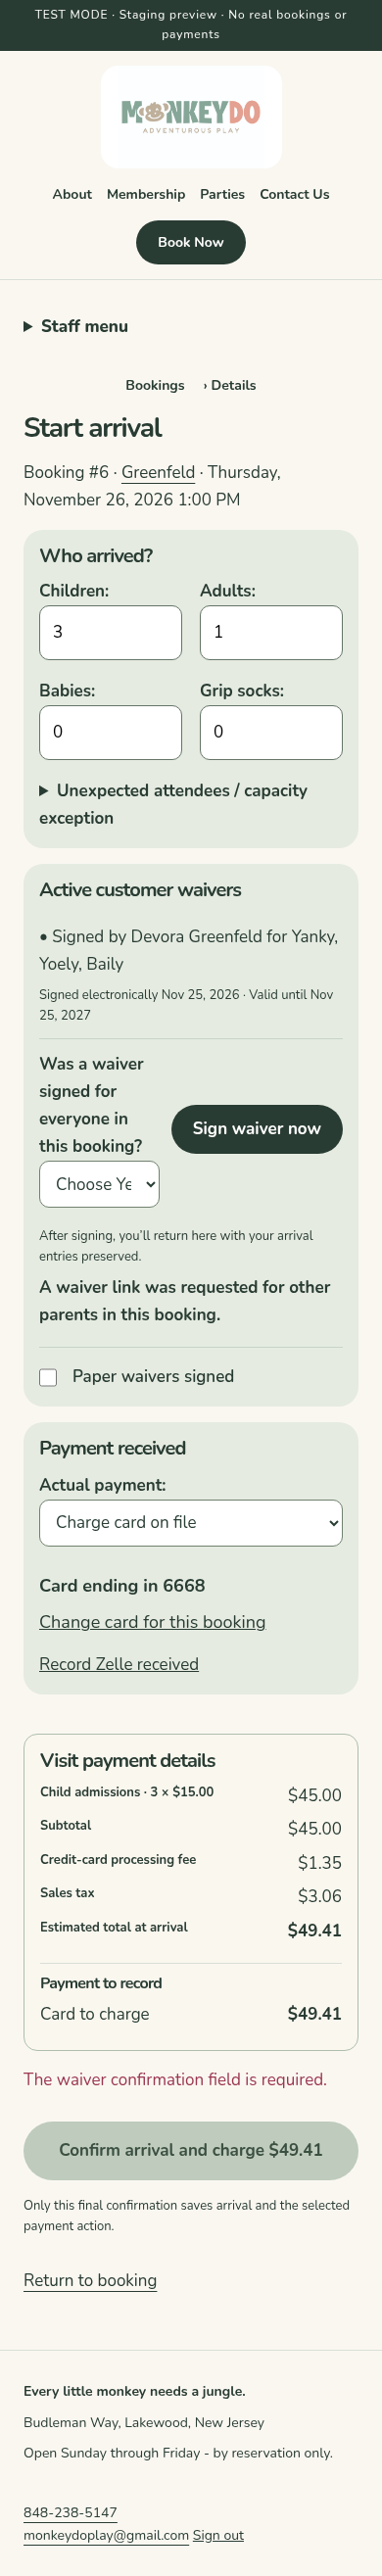 TEST MODE · Staging preview · No real bookings or
payments
MONKEYDO
ADVENTUROUS PLAY
About Membership Parties Contact Us
Book Now
▶ Staff menu
Bookings › Details
Start arrival
Booking #6 · Greenfeld · Thursday,
November 26, 2026 1:00 PM
Who arrived?
Children: Adults:
3 1
Babies: Grip socks:
0 0
▶ Unexpected attendees / capacity
exception
Active customer waivers
• Signed by Devora Greenfeld for Yanky,
Yoely, Baily
Signed electronically Nov 25, 2026 · Valid until Nov
25, 2027
Was a waiver
signed for
everyone in
this booking?
Sign waiver now
Choose Ye
After signing, you’ll return here with your arrival
entries preserved.
A waiver link was requested for other
parents in this booking.
Paper waivers signed
Payment received
Actual payment:
Charge card on file
Card ending in 6668
Change card for this booking
Record Zelle received
Visit payment details
Child admissions · 3 × $15.00 $45.00
Subtotal $45.00
Credit-card processing fee $1.35
Sales tax $3.06
Estimated total at arrival $49.41
Payment to record
Card to charge $49.41
The waiver confirmation field is required.
Confirm arrival and charge $49.41
Only this final confirmation saves arrival and the selected
payment action.
Return to booking
Every little monkey needs a jungle.
Budleman Way, Lakewood, New Jersey
Open Sunday through Friday - by reservation only.
848-238-5147
monkeydoplay@gmail.com Sign out